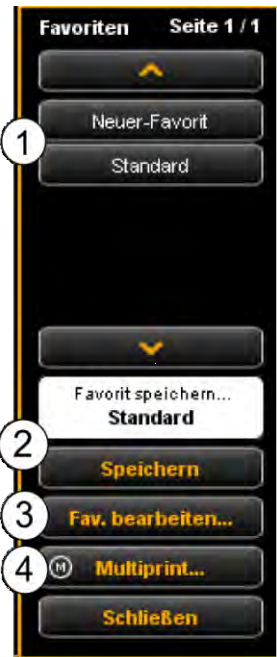 Favoriten Seite 1 / 1
1
Neuer-Favorit
Standard
Favorit speichern...
Standard
2
Speichern
3
Fav. bearbeiten...
4
M Multiprint...
Schließen